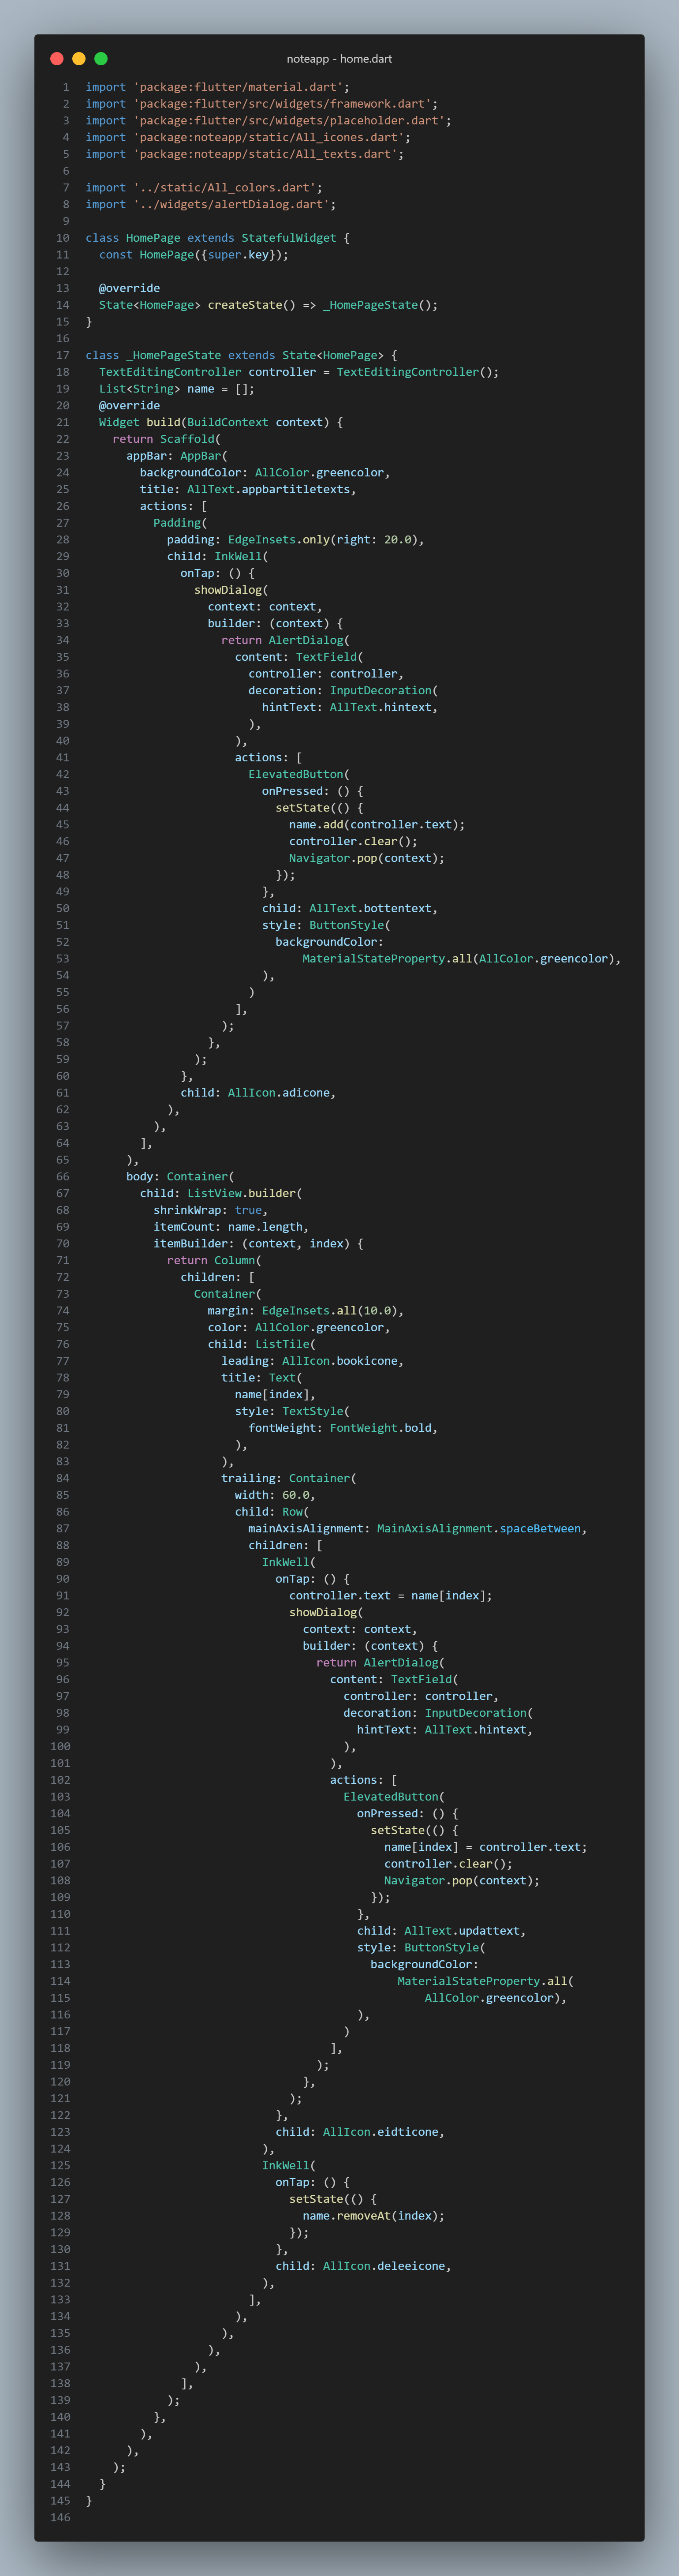 noteapp - home.dart
1 import 'package:flutter/material.dart';
2 import 'package:flutter/src/widgets/framework.dart';
3 import 'package:flutter/src/widgets/placeholder.dart';
4 import 'package:noteapp/static/All_icones.dart';
5 import 'package:noteapp/static/All_texts.dart';
6
7 import '../static/All_colors.dart';
8 import '../widgets/alertDialog.dart';
9
10 class HomePage extends StatefulWidget {
11   const HomePage({super.key});
12
13   @override
14   State<HomePage> createState() => _HomePageState();
15 }
16
17 class _HomePageState extends State<HomePage> {
18   TextEditingController controller = TextEditingController();
19   List<String> name = [];
20   @override
21   Widget build(BuildContext context) {
22     return Scaffold(
23       appBar: AppBar(
24         backgroundColor: AllColor.greencolor,
25         title: AllText.appbartitletexts,
26         actions: [
27           Padding(
28             padding: EdgeInsets.only(right: 20.0),
29             child: InkWell(
30               onTap: () {
31                 showDialog(
32                   context: context,
33                   builder: (context) {
34                     return AlertDialog(
35                       content: TextField(
36                         controller: controller,
37                         decoration: InputDecoration(
38                           hintText: AllText.hintext,
39                         ),
40                       ),
41                       actions: [
42                         ElevatedButton(
43                           onPressed: () {
44                             setState(() {
45                               name.add(controller.text);
46                               controller.clear();
47                               Navigator.pop(context);
48                             });
49                           },
50                           child: AllText.bottentext,
51                           style: ButtonStyle(
52                             backgroundColor:
53                                 MaterialStateProperty.all(AllColor.greencolor),
54                           ),
55                         )
56                       ],
57                     );
58                   },
59                 );
60               },
61               child: AllIcon.adicone,
62             ),
63           ),
64         ],
65       ),
66       body: Container(
67         child: ListView.builder(
68           shrinkWrap: true,
69           itemCount: name.length,
70           itemBuilder: (context, index) {
71             return Column(
72               children: [
73                 Container(
74                   margin: EdgeInsets.all(10.0),
75                   color: AllColor.greencolor,
76                   child: ListTile(
77                     leading: AllIcon.bookicone,
78                     title: Text(
79                       name[index],
80                       style: TextStyle(
81                         fontWeight: FontWeight.bold,
82                       ),
83                     ),
84                     trailing: Container(
85                       width: 60.0,
86                       child: Row(
87                         mainAxisAlignment: MainAxisAlignment.spaceBetween,
88                         children: [
89                           InkWell(
90                             onTap: () {
91                               controller.text = name[index];
92                               showDialog(
93                                 context: context,
94                                 builder: (context) {
95                                   return AlertDialog(
96                                     content: TextField(
97                                       controller: controller,
98                                       decoration: InputDecoration(
99                                         hintText: AllText.hintext,
100                                       ),
101                                     ),
102                                     actions: [
103                                       ElevatedButton(
104                                         onPressed: () {
105                                           setState(() {
106                                             name[index] = controller.text;
107                                             controller.clear();
108                                             Navigator.pop(context);
109                                           });
110                                         },
111                                         child: AllText.updattext,
112                                         style: ButtonStyle(
113                                           backgroundColor:
114                                               MaterialStateProperty.all(
115                                                   AllColor.greencolor),
116                                         ),
117                                       )
118                                     ],
119                                   );
120                                 },
121                               );
122                             },
123                             child: AllIcon.eidticone,
124                           ),
125                           InkWell(
126                             onTap: () {
127                               setState(() {
128                                 name.removeAt(index);
129                               });
130                             },
131                             child: AllIcon.deleeicone,
132                           ),
133                         ],
134                       ),
135                     ),
136                   ),
137                 ),
138               ],
139             );
140           },
141         ),
142       ),
143     );
144   }
145 }
146